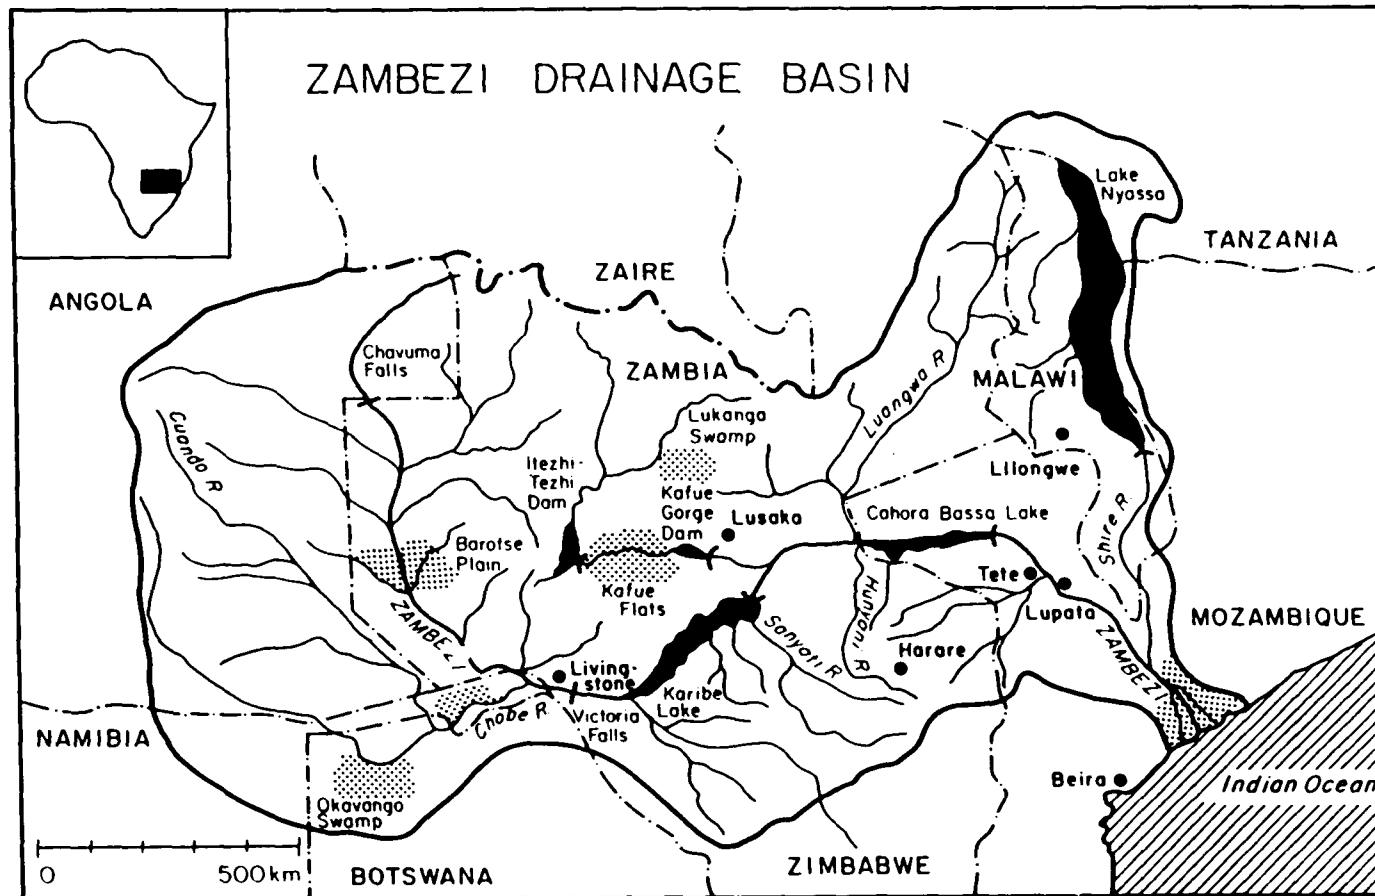 ZAMBEZI DRAINAGE BASIN
Lake
Nyassa
TANZANIA
ZAIRE
ANGOLA
Chavuma
Falls
ZAMBIA
MALAWI
Luangwa R
Lukanga
Swamp
Cuando R
Itezhi-
Tezhi
Dam
Lilongwe
Kafue
Gorge
Dam
Lusaka
Cahora Bassa Lake
Shire R.
Barotse
Plain
Tete
Kafue
Flats
Hunyani R
Lupata
MOZAMBIQUE
ZAMBEZI
Sanyati R
Harare
ZAMBEZI
Living-
stone
Karibe
Lake
Chobe R.
Victoria
Falls
NAMIBIA
Beira
Indian Ocean
Okavango
Swamp
0
500km
BOTSWANA
ZIMBABWE